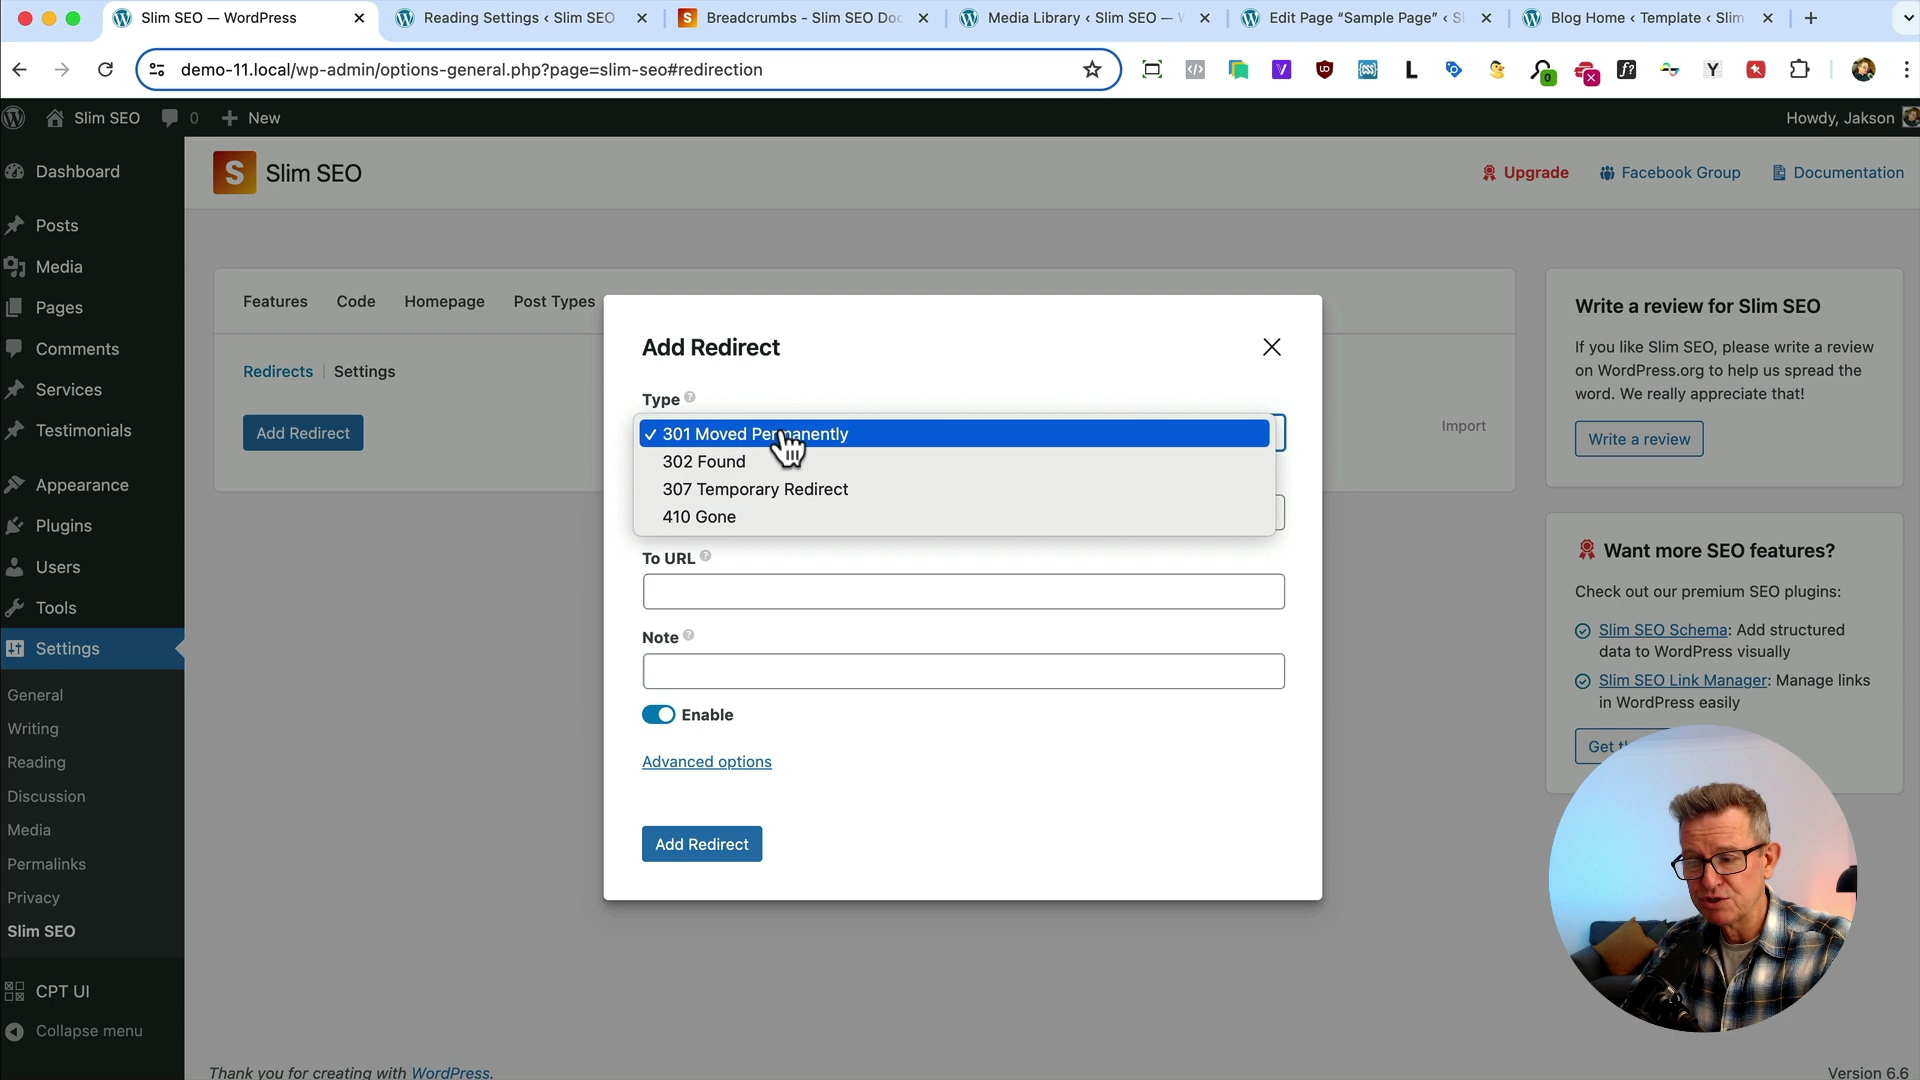 Slim SEO — WordPress
Reading Settings ‹ Slim SEO
Breadcrumbs - Slim SEO Doc
Media Library ‹ Slim SEO —
Edit Page “Sample Page” ‹ Sl
Blog Home ‹ Template ‹ Slim
demo-11.local/wp-admin/options-general.php?page=slim-seo#redirection
Slim SEO
0
New
Howdy, Jakson
Dashboard
Posts
Media
Pages
Comments
Services
Testimonials
Appearance
Plugins
Users
Tools
Settings
General
Writing
Reading
Discussion
Media
Permalinks
Privacy
Slim SEO
CPT UI
Collapse menu
S
Slim SEO
Upgrade
Facebook Group
Documentation
Features
Code
Homepage
Post Types
Redirects
Settings
Add Redirect
Import
Add Redirect
Type
301 Moved Permanently
302 Found
307 Temporary Redirect
410 Gone
To URL
Note
Enable
Advanced options
Add Redirect
Write a review for Slim SEO
If you like Slim SEO, please write a review
on WordPress.org to help us spread the
word. We really appreciate that!
Write a review
Want more SEO features?
Check out our premium SEO plugins:
Slim SEO Schema: Add structured
data to WordPress visually
Slim SEO Link Manager: Manage links
in WordPress easily
Get
Thank you for creating with WordPress.
Version 6.6